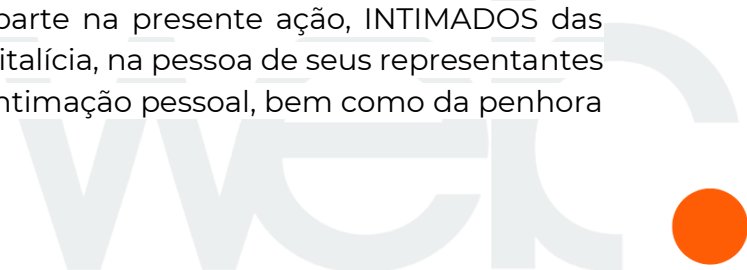 parte na presente ação, INTIMADOS das
italícia, na pessoa de seus representantes
ntimação pessoal, bem como da penhora